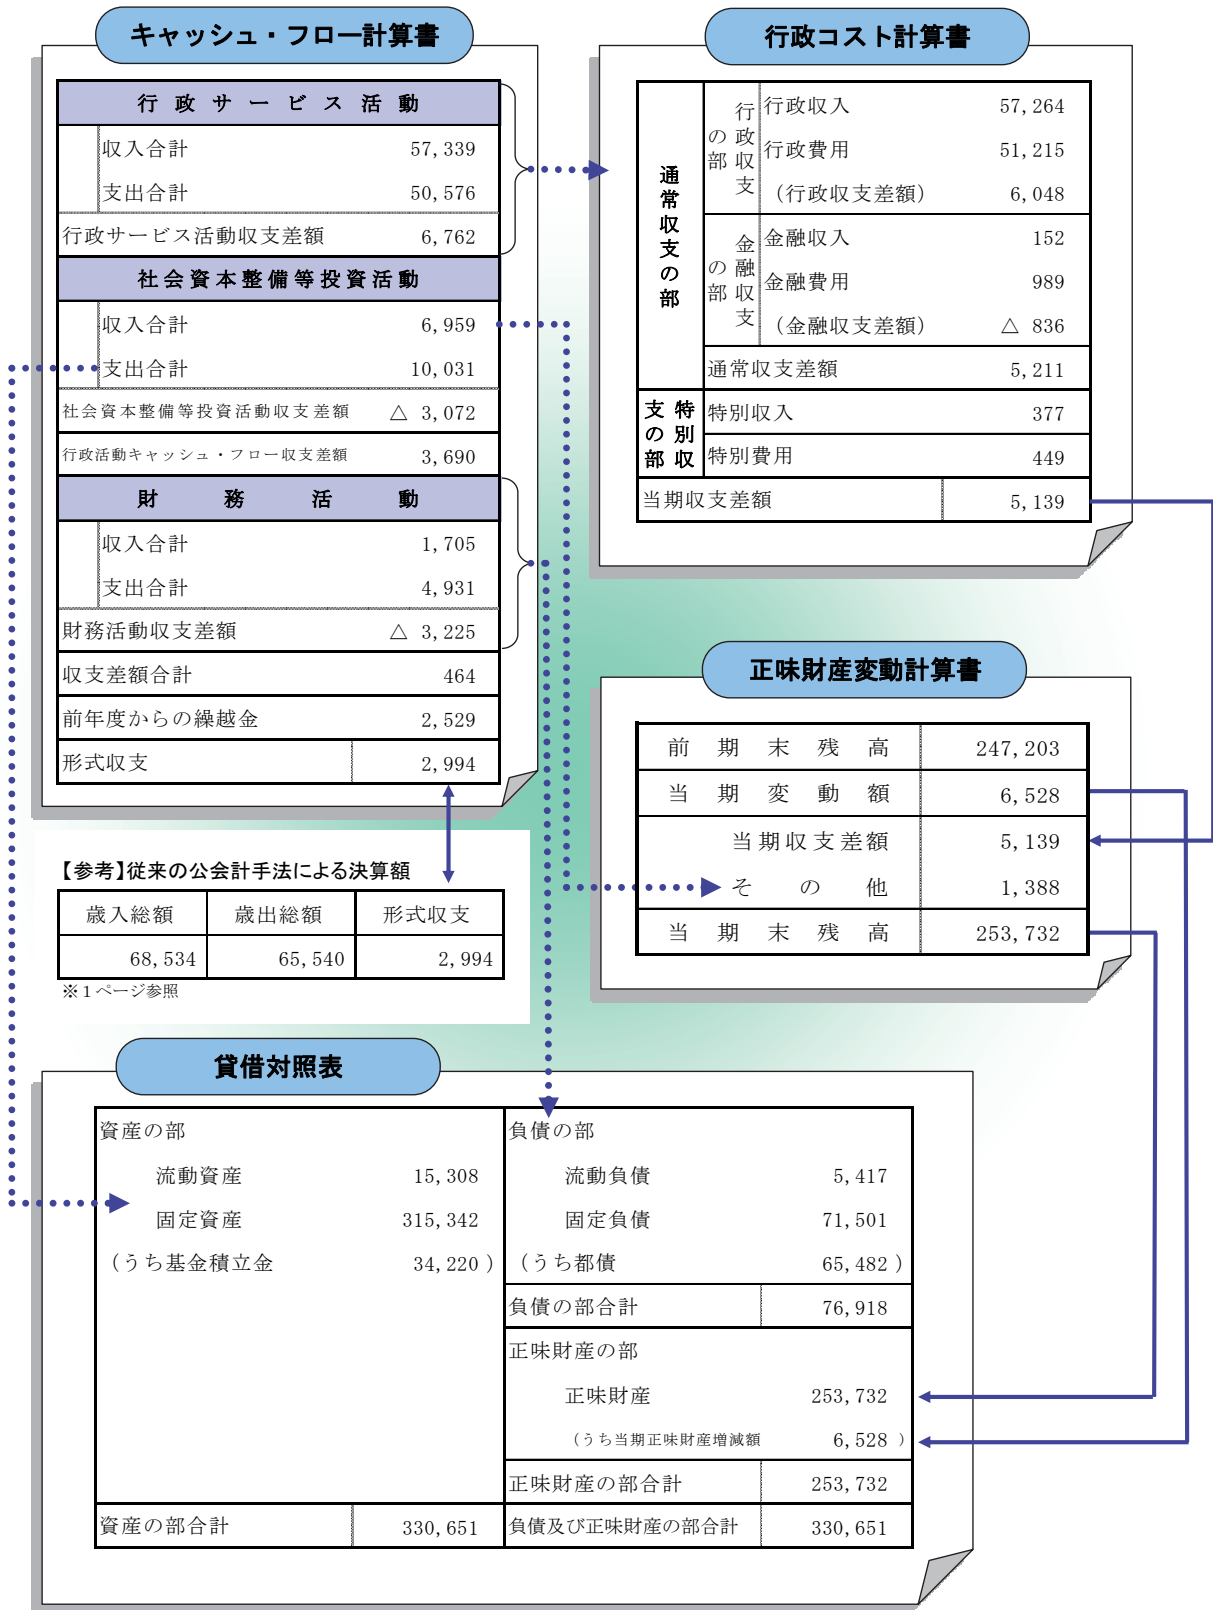 キャッシュ・フロー計算書
行政サービス活動
収入合計 57,339
支出合計 50,576
行政サービス活動収支差額 6,762
社会資本整備等投資活動
収入合計 6,959
支出合計 10,031
社会資本整備等投資活動収支差額 △ 3,072
行政活動キャッシュ・フロー収支差額 3,690
財務活動
収入合計 1,705
支出合計 4,931
財務活動収支差額 △ 3,225
収支差額合計 464
前年度からの繰越金 2,529
形式収支 2,994
【参考】従来の公会計手法による決算額
歳入総額 歳出総額 形式収支
68,534 65,540 2,994
※１ページ参照
行政コスト計算書
通常収支の部
行政収支の部
行政収入 57,264
行政費用 51,215
（行政収支差額） 6,048
金融収支の部
金融収入 152
金融費用 989
（金融収支差額） △ 836
通常収支差額 5,211
特別収支の部
特別収入 377
特別費用 449
当期収支差額 5,139
正味財産変動計算書
前期末残高 247,203
当期変動額 6,528
当期収支差額 5,139
その他 1,388
当期末残高 253,732
貸借対照表
資産の部
流動資産 15,308
固定資産 315,342
（うち基金積立金 34,220）
資産の部合計 330,651
負債の部
流動負債 5,417
固定負債 71,501
（うち都債 65,482）
負債の部合計 76,918
正味財産の部
正味財産 253,732
（うち当期正味財産増減額 6,528）
正味財産の部合計 253,732
負債及び正味財産の部合計 330,651